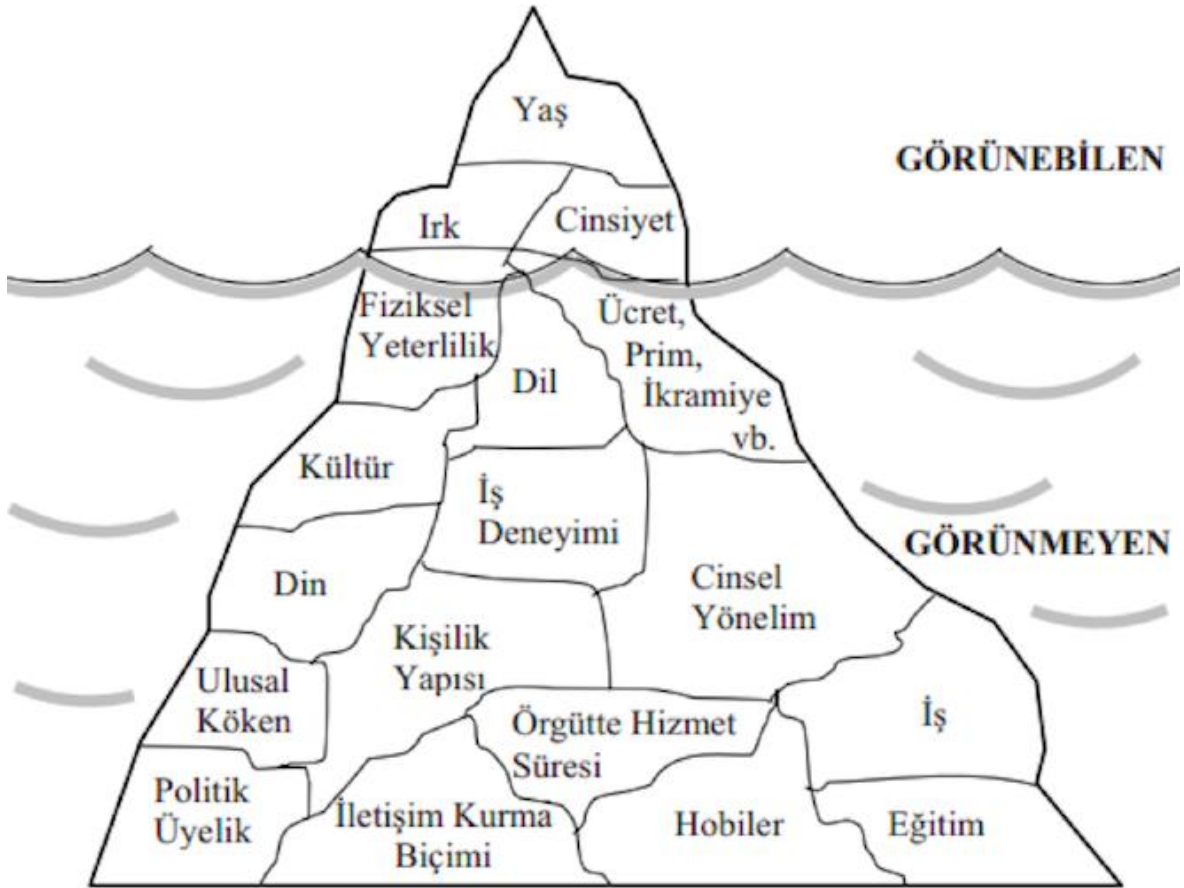 Yaş
GÖRÜNEBİLEN
Irk
Cinsiyet
Fiziksel
Yeterlilik
Dil
Ücret,
Prim,
İkramiye
vb.
Kültür
İş
Deneyimi
GÖRÜNMEYEN
Din
Cinsel
Yönelim
Kişilik
Yapısı
Ulusal
Köken
Örgütte Hizmet
Süresi
İş
Politik
Üyelik
İletişim Kurma
Biçimi
Hobiler
Eğitim